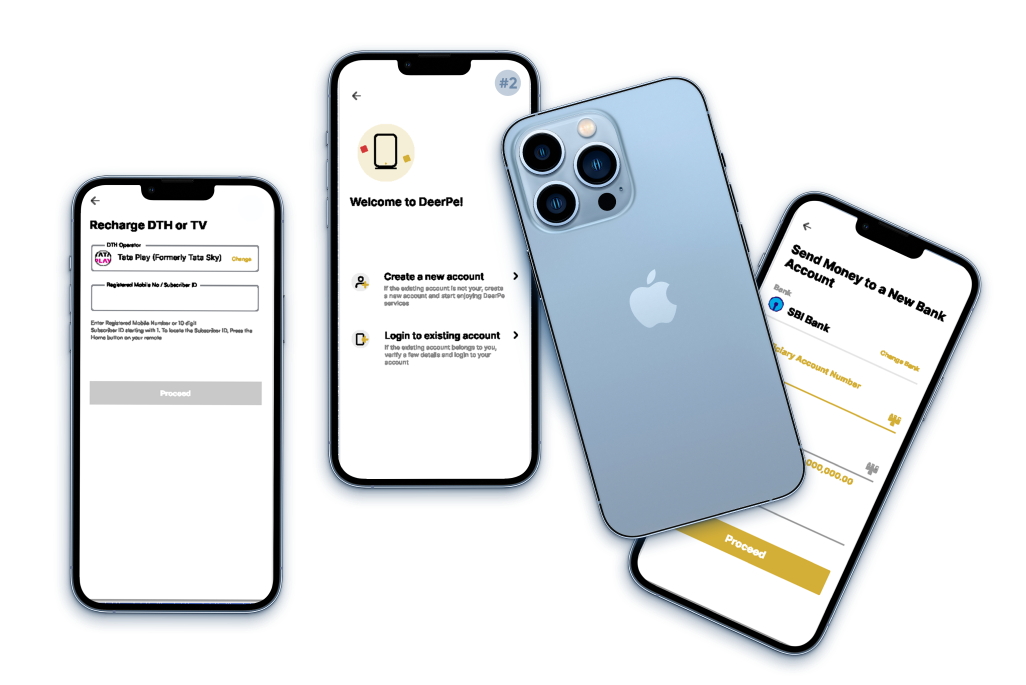 Recharge DTH or TV
DTH Operator
TATA
PLAY
Tata Play (Formerly Tata Sky)
Change
Registered Mobile No / Subscriber ID
Enter Registered Mobile Number or 10 digit
Subscriber ID starting with 1. To locate the Subscriber ID, Press the
Home button on your remote
Proceed
#2
Welcome to DeerPe!
Create a new account
If the existing account is not your, create
a new account and start enjoying DeerPe
services
Login to existing account
If the existing account belongs to you,
verify a few details and login to your
account
Send Money to a New Bank
Account
Bank
SBI Bank
Change Bank
Account Number
000,000.00
Proceed